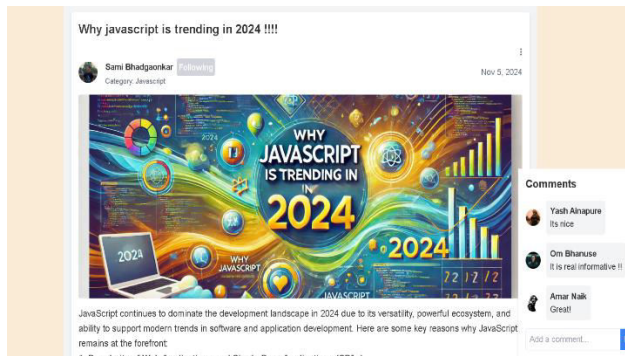 Why javascript is trending in 2024 !!!!
Sami Bhadgaonkar Following
Category: Javascript
Nov 5, 2024
2024
WHY
JAVASCRIPT
IS TRENDING IN
IN
2024
2024
2024
WHY
JAVASCRIPT
JAVASCRIPT
JavaScript continues to dominate the development landscape in 2024 due to its versatility, powerful ecosystem, and
ability to support modern trends in software and application development. Here are some key reasons why JavaScript
remains at the forefront:
Comments
Yash Ainapure
Its nice
Om Bhanuse
It is real informative !!
Amar Naik
Great!
Add a comment...